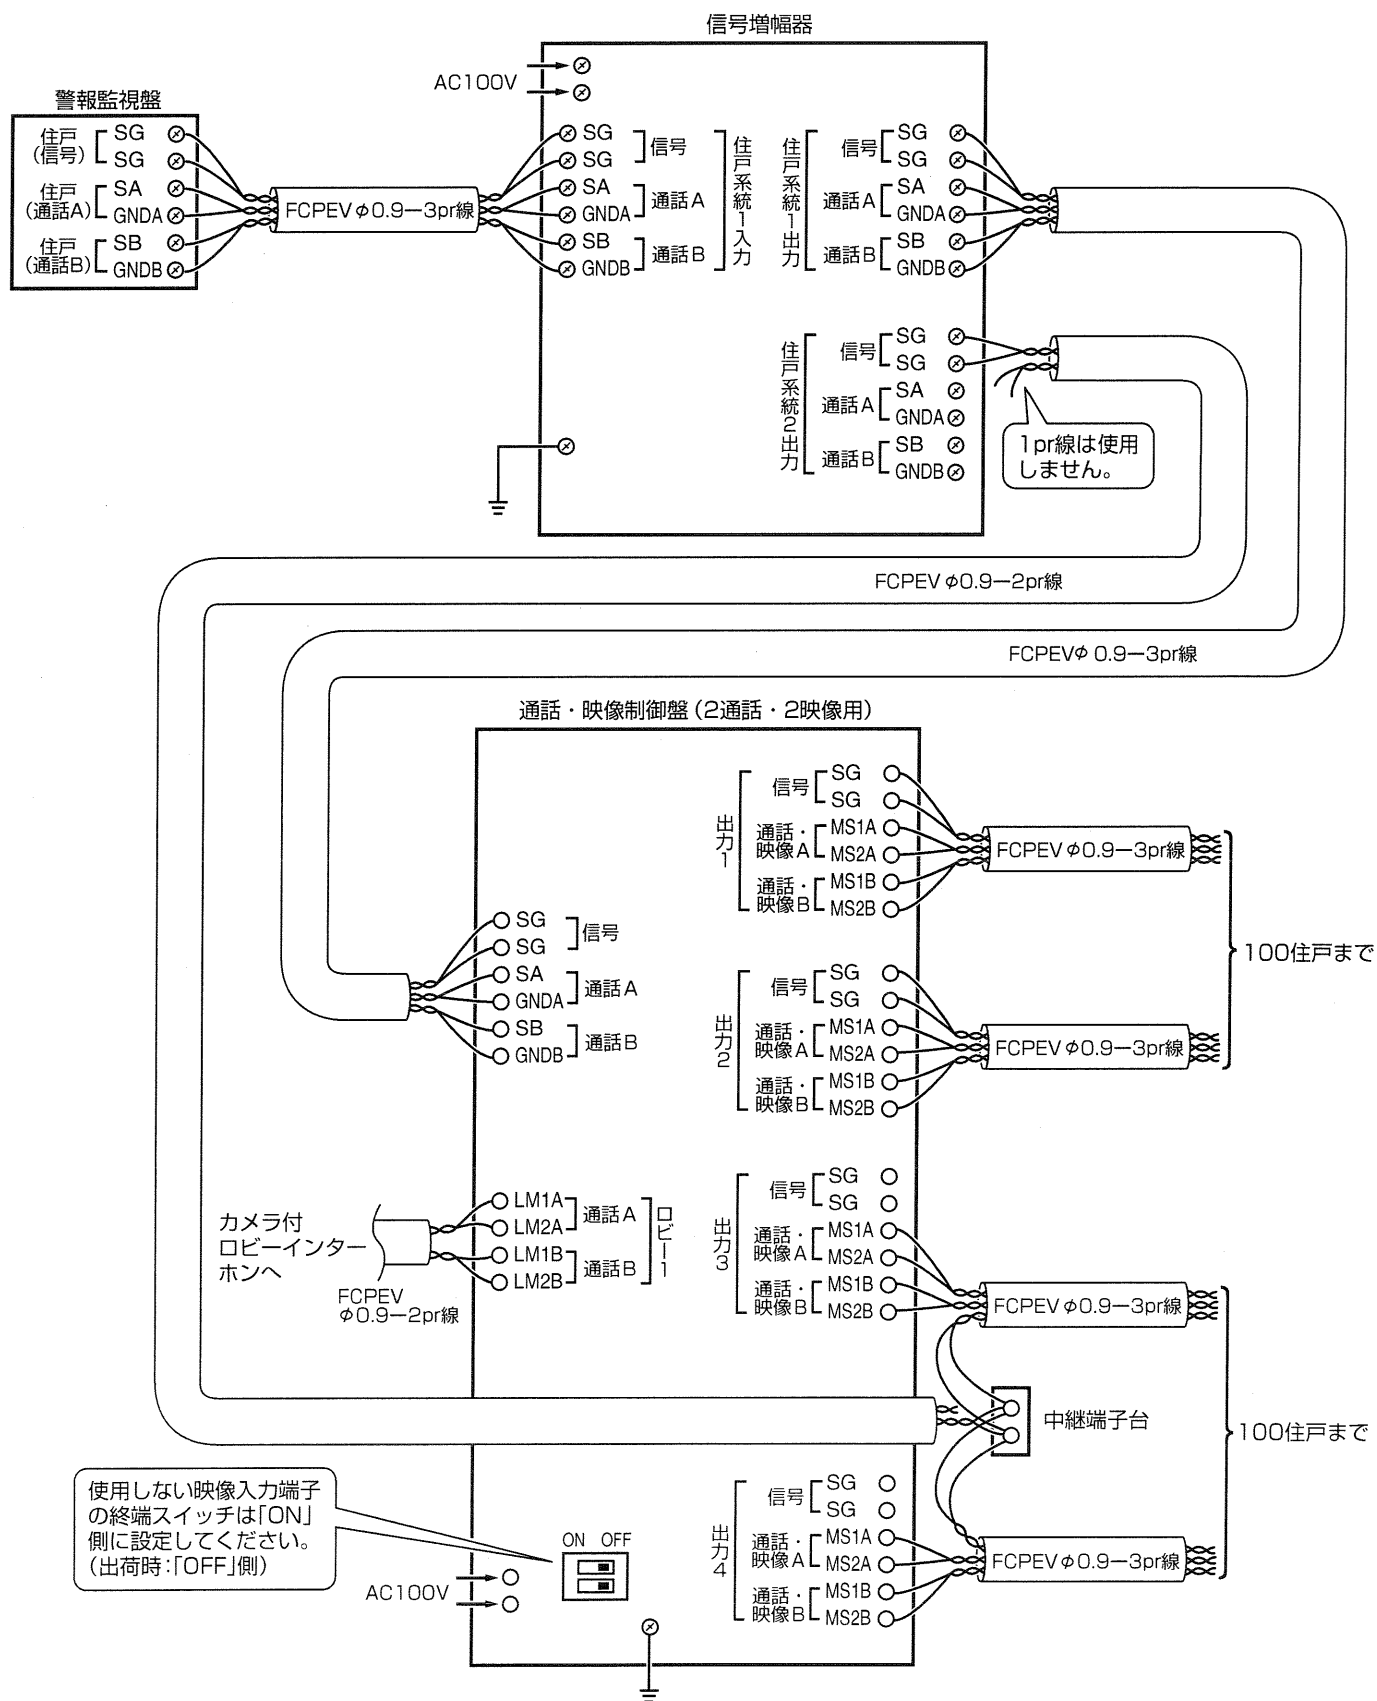 信号増幅器
AC100V
警報監視盤
住戸
(信号)
SG
SG
住戸
(通話A)
SA
GNDA
住戸
(通話B)
SB
GNDB
FCPEVφ0.9－3pr線
SG
SG
信号
SA
GNDA
通話A
SB
GNDB
通話B
住戸系統1入力
住戸系統1出力
信号
SG
SG
通話A
SA
GNDA
通話B
SB
GNDB
住戸系統2出力
信号
SG
SG
通話A
SA
GNDA
通話B
SB
GNDB
1pr線は使用
しません。
FCPEVφ0.9－2pr線
FCPEVφ0.9－3pr線
通話・映像制御盤(2通話・2映像用)
出力1
信号
SG
SG
通話・
映像A
MS1A
MS2A
通話・
映像B
MS1B
MS2B
FCPEVφ0.9－3pr線
SG
SG
信号
SA
GNDA
通話A
SB
GNDB
通話B
出力2
信号
SG
SG
通話・
映像A
MS1A
MS2A
通話・
映像B
MS1B
MS2B
FCPEVφ0.9－3pr線
100住戸まで
カメラ付
ロビーインター
ホンへ
FCPEV
φ0.9－2pr線
LM1A
LM2A
通話A
LM1B
LM2B
通話B
ロビー1
出力3
信号
SG
SG
通話・
映像A
MS1A
MS2A
通話・
映像B
MS1B
MS2B
FCPEVφ0.9－3pr線
中継端子台
100住戸まで
使用しない映像入力端子
の終端スイッチは「ON」
側に設定してください。
(出荷時:「OFF」側)
ON OFF
AC100V
出力4
信号
SG
SG
通話・
映像A
MS1A
MS2A
通話・
映像B
MS1B
MS2B
FCPEVφ0.9－3pr線